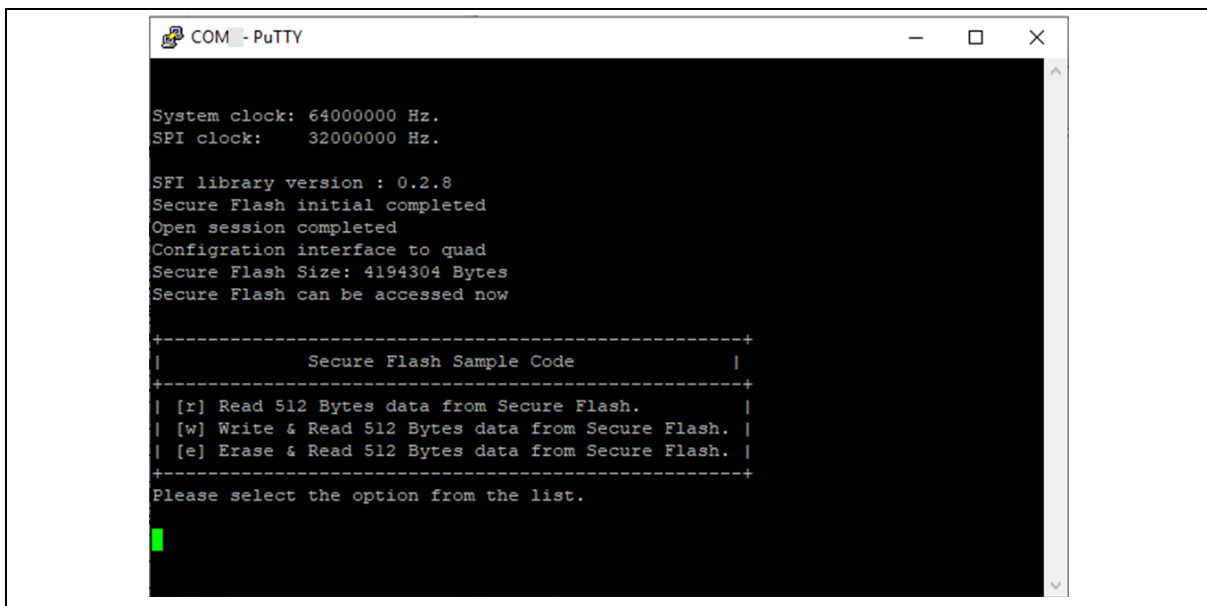 COM - PuTTY
System clock: 64000000 Hz.
SPI clock:    32000000 Hz.
SFI library version : 0.2.8
Secure Flash initial completed
Open session completed
Configration interface to quad
Secure Flash Size: 4194304 Bytes
Secure Flash can be accessed now
+----------------------------------------------------+
|             Secure Flash Sample Code              |
+----------------------------------------------------+
| [r] Read 512 Bytes data from Secure Flash.         |
| [w] Write & Read 512 Bytes data from Secure Flash. |
| [e] Erase & Read 512 Bytes data from Secure Flash. |
+----------------------------------------------------+
Please select the option from the list.